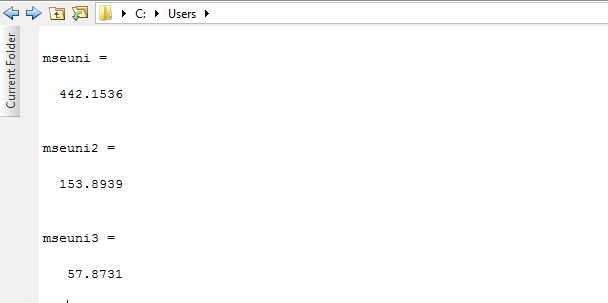 C: Users
Current Folder
mseuni =
442.1536
mseuni2 =
153.8939
mseuni3 =
57.8731